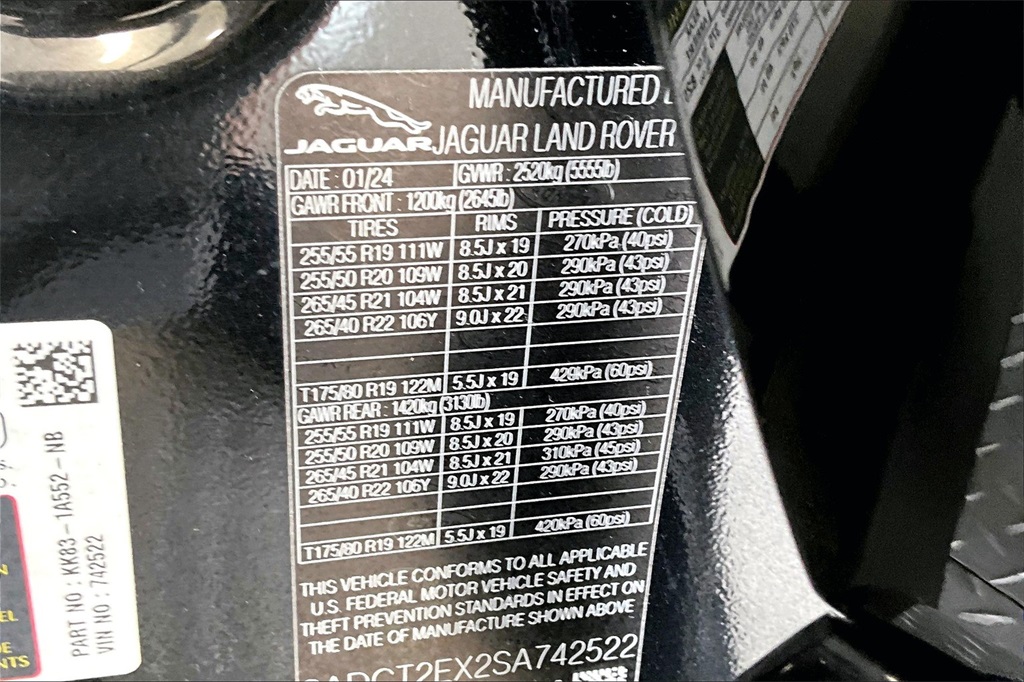 MANUFACTURED
JAGUAR JAGUAR LAND ROVER
DATE : 01/24 GVWR : 2520kg (5555lb)
GAWR FRONT : 1200kg (2645lb)
TIRES RIMS PRESSURE (COLD)
255/55 R19 111W 8.5J x 19 270kPa (40psi)
255/50 R20 109W 8.5J x 20 290kPa (43psi)
265/45 R21 104W 8.5J x 21 290kPa (43psi)
265/40 R22 106Y 9.0J x 22 290kPa (43psi)
T175/80 R19 122M 5.5J x 19 420kPa (60psi)
GAWR REAR : 1420kg (3130lb)
255/55 R19 111W 8.5J x 19 270kPa (40psi)
255/50 R20 109W 8.5J x 20 290kPa (43psi)
265/45 R21 104W 8.5J x 21 310kPa (45psi)
265/40 R22 106Y 9.0J x 22 290kPa (43psi)
T175/80 R19 122M 5.5J x 19 420kPa (60psi)
THIS VEHICLE CONFORMS TO ALL APPLICABLE
U.S. FEDERAL MOTOR VEHICLE SAFETY AND
THEFT PREVENTION STANDARDS IN EFFECT ON
THE DATE OF MANUFACTURE SHOWN ABOVE
ADCT2EX2SA742522
PART NO : KK83-1A552-NB
VIN NO : 742522